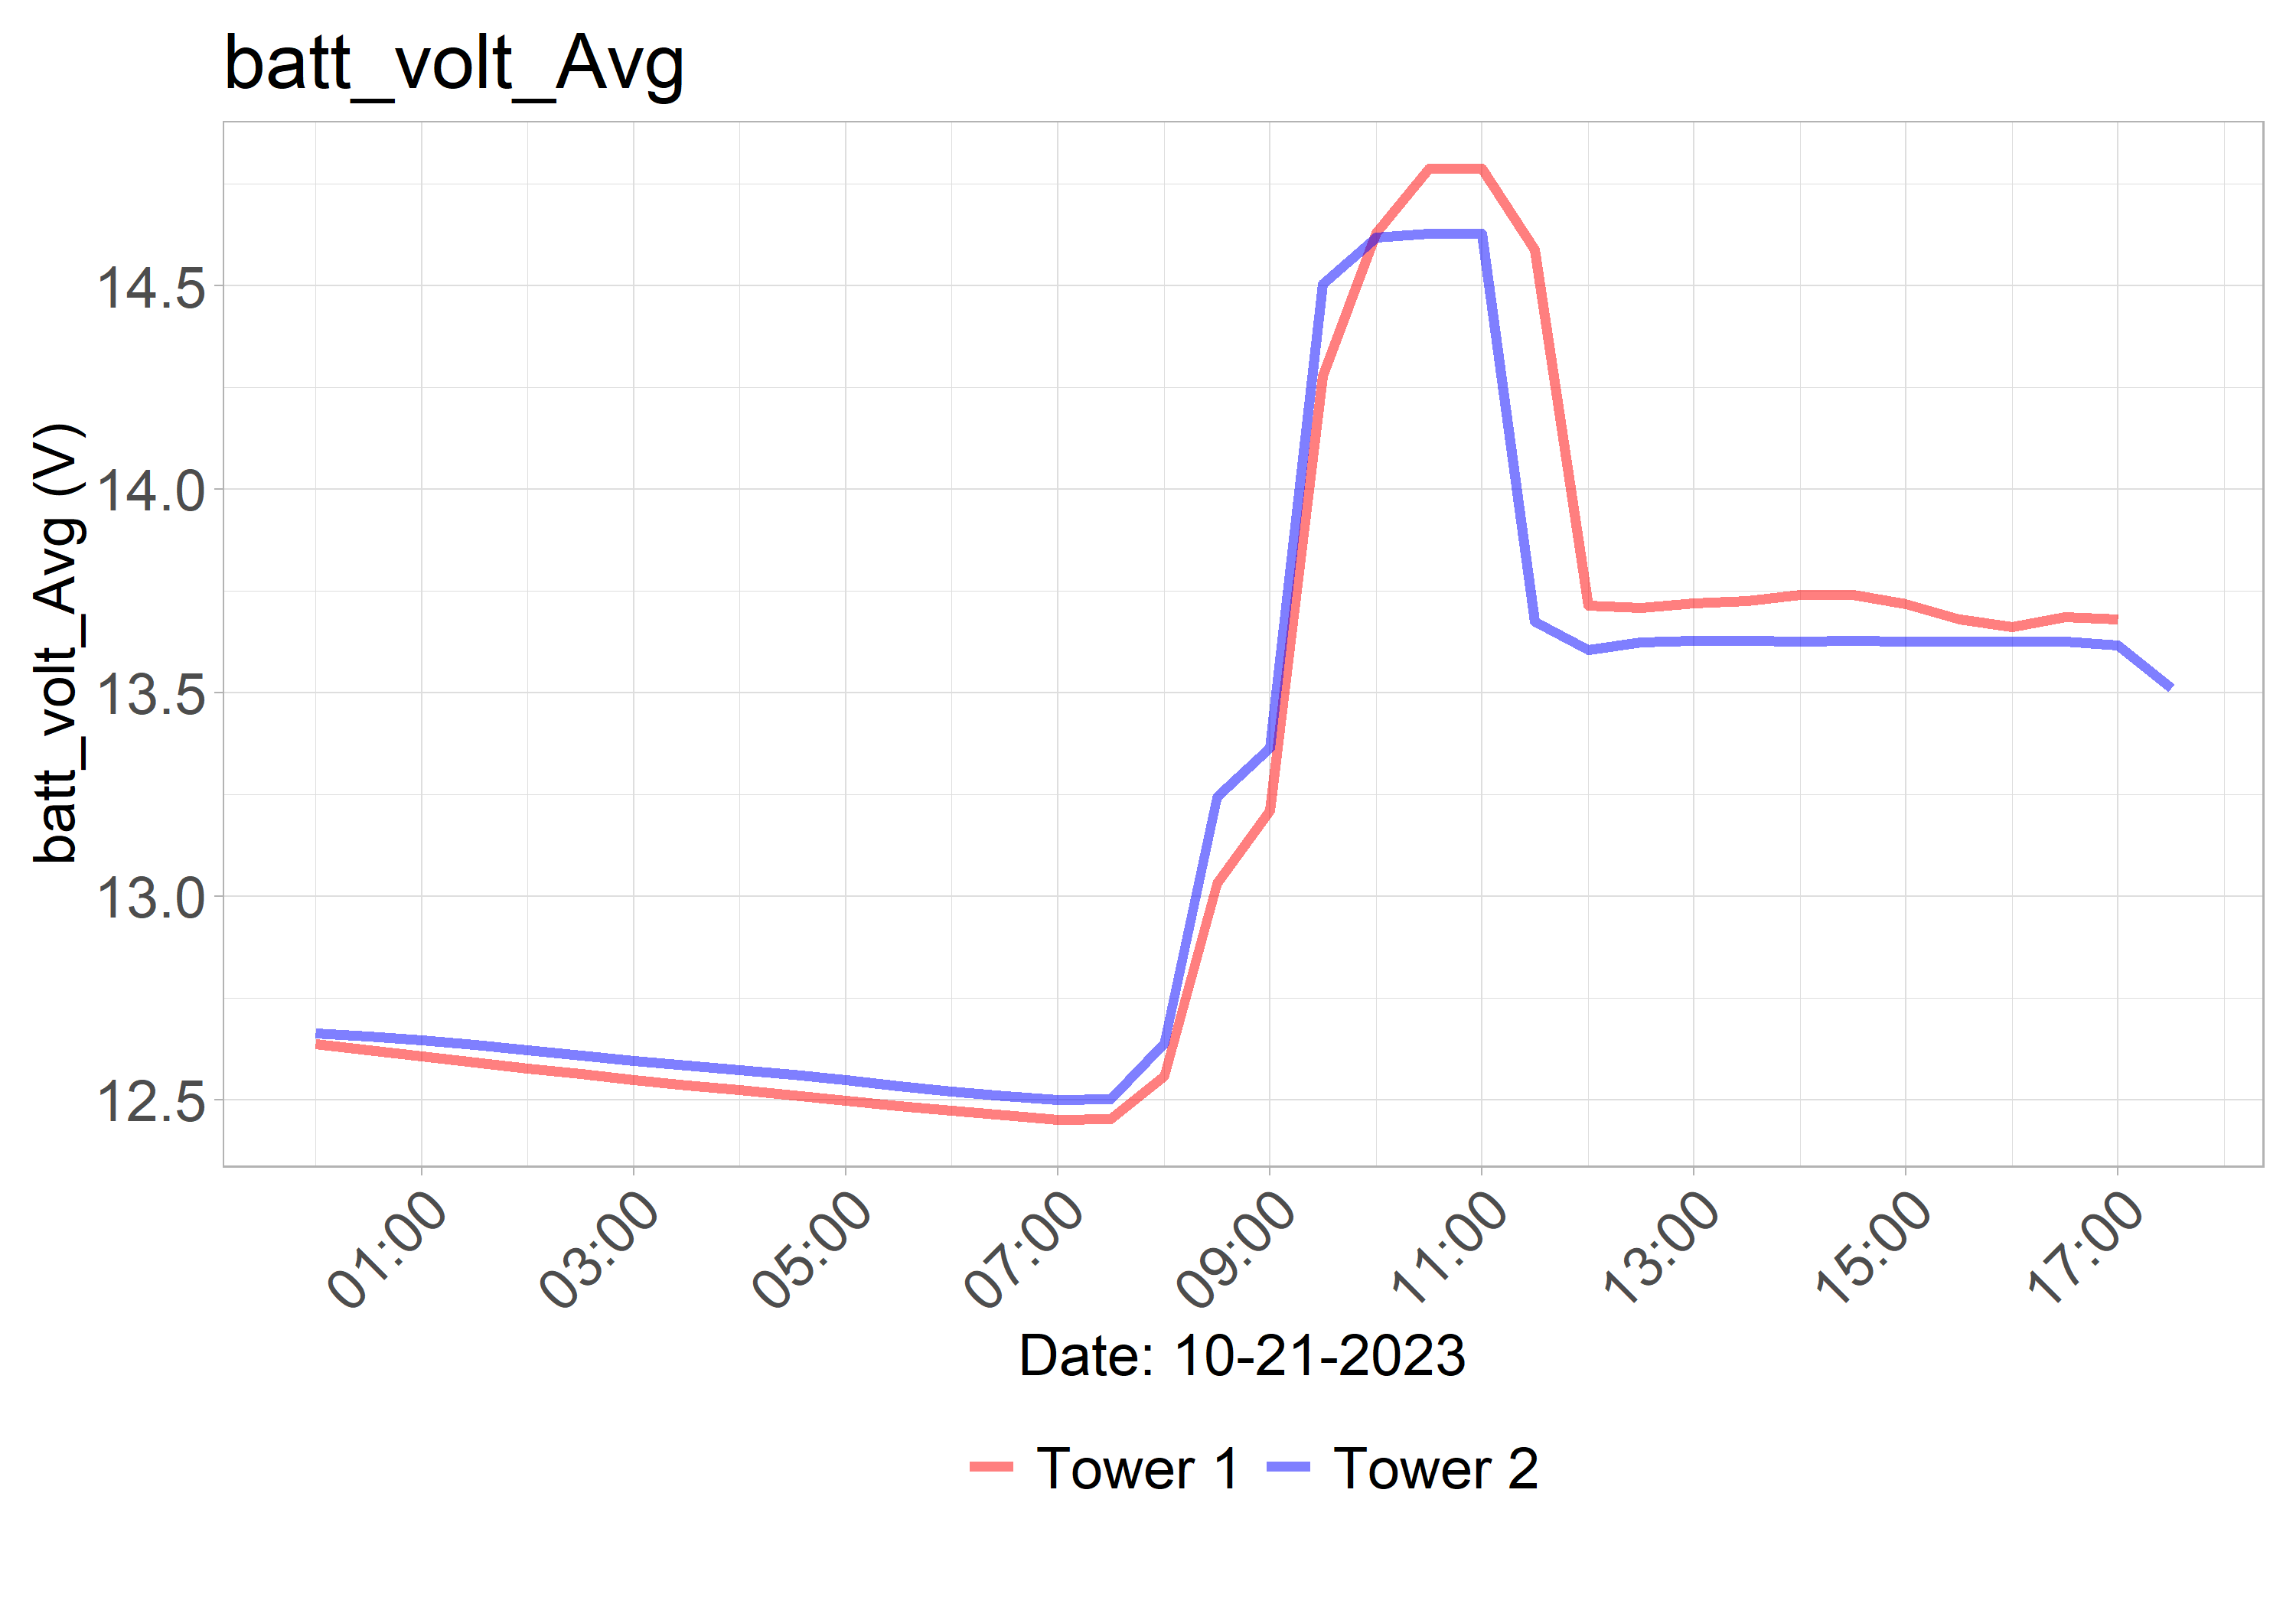 batt_volt_Avg
batt_volt_Avg (V)
14.5
14.0
13.5
13.0
12.5
01:00 03:00 05:00 07:00 09:00 11:00 13:00 15:00 17:00
Date: 10-21-2023
Tower 1 Tower 2